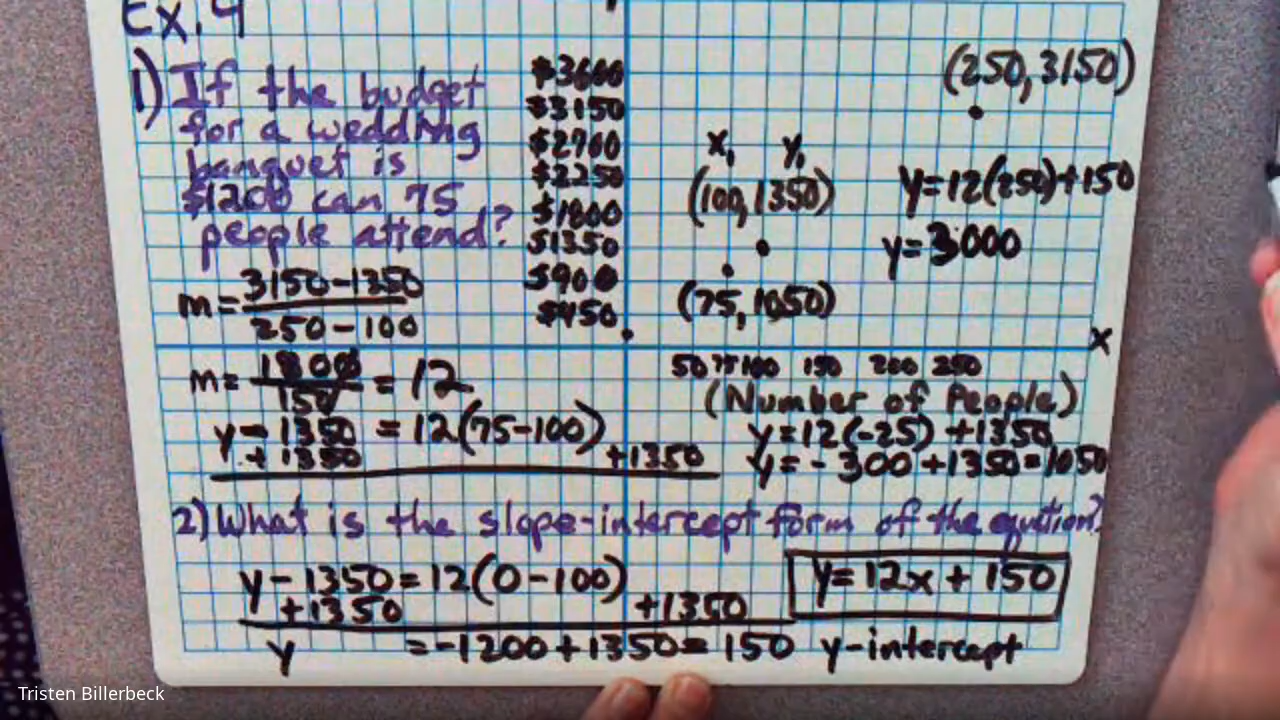 Ex. 4
1) If the budget
for a wedding
banquet is
$1200 can 75
people attend?
m = 3150-1350
250-100
m = 1800
150
= 12
y-1350 = 12(75-100)
y + 1350
+1350
$3600
$3150
$2700
$2250
$1800
$1350
$900
$450
(250, 3150)
x₁ y₁
(100, 1350)
y=12(250)+150
y=3000
(75, 1050)
x
50 75 100 150 200 250
(Number of People)
y=12(-25)+1350
y=-300+1350=1050
2) What is the slope-intercept form of the equation?
y-1350=12(0-100)
+1350
+1350
y =-1200+1350=150 y-intercept
y=12x+150
Tristen Billerbeck